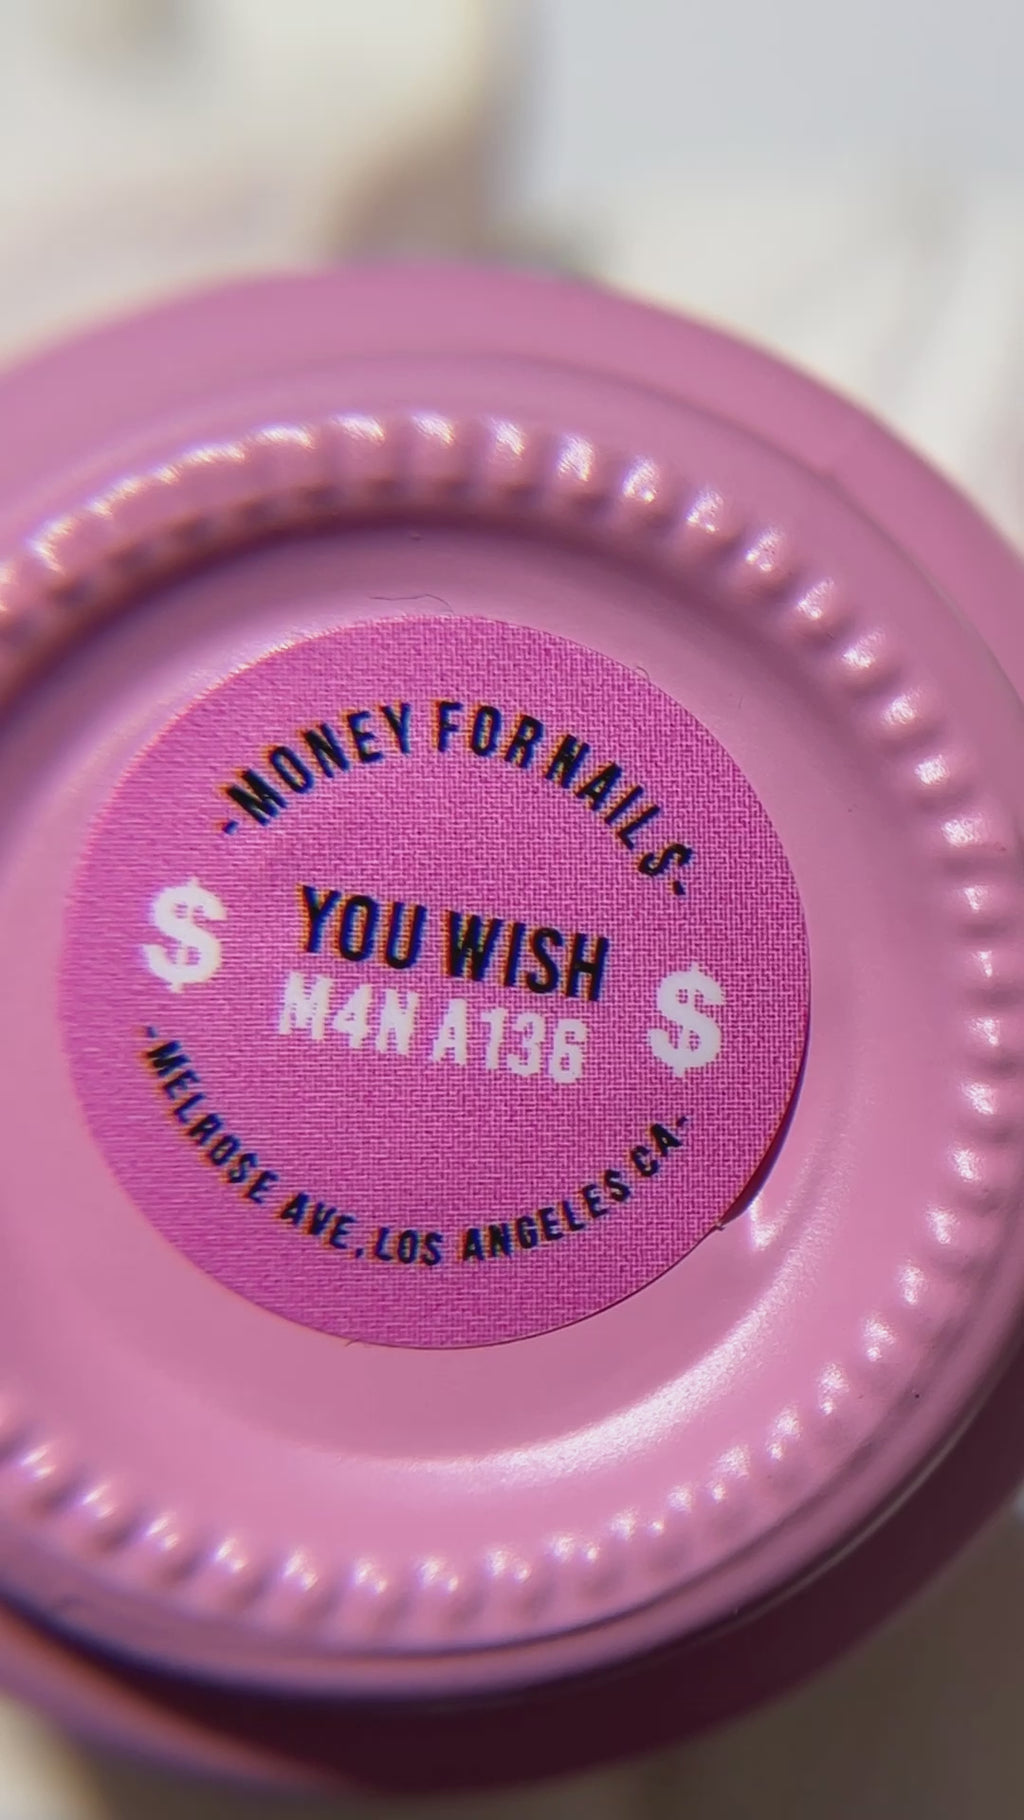 -MONEY FOR NAILS-
YOU WISH
$ $
M4N A136
-MELROSE AVE, LOS ANGELES CA-